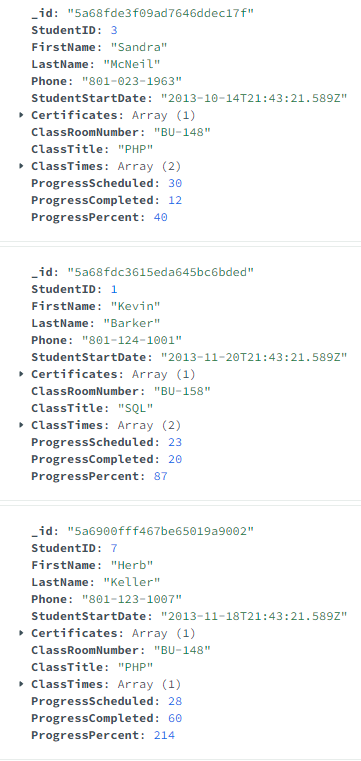 _id: "5a68fde3f09ad7646ddec17f"
StudentID: 3
FirstName: "Sandra"
LastName: "McNeil"
Phone: "801-023-1963"
StudentStartDate: "2013-10-14T21:43:21.589Z"
Certificates: Array (1)
ClassRoomNumber: "BU-148"
ClassTitle: "PHP"
ClassTimes: Array (2)
ProgressScheduled: 30
ProgressCompleted: 12
ProgressPercent: 40
_id: "5a68fdc3615eda645bc6bded"
StudentID: 1
FirstName: "Kevin"
LastName: "Barker"
Phone: "801-124-1001"
StudentStartDate: "2013-11-20T21:43:21.589Z"
Certificates: Array (1)
ClassRoomNumber: "BU-158"
ClassTitle: "SQL"
ClassTimes: Array (2)
ProgressScheduled: 23
ProgressCompleted: 20
ProgressPercent: 87
_id: "5a6900fff467be65019a9002"
StudentID: 7
FirstName: "Herb"
LastName: "Keller"
Phone: "801-123-1007"
StudentStartDate: "2013-11-18T21:43:21.589Z"
Certificates: Array (1)
ClassRoomNumber: "BU-148"
ClassTitle: "PHP"
ClassTimes: Array (1)
ProgressScheduled: 28
ProgressCompleted: 60
ProgressPercent: 214